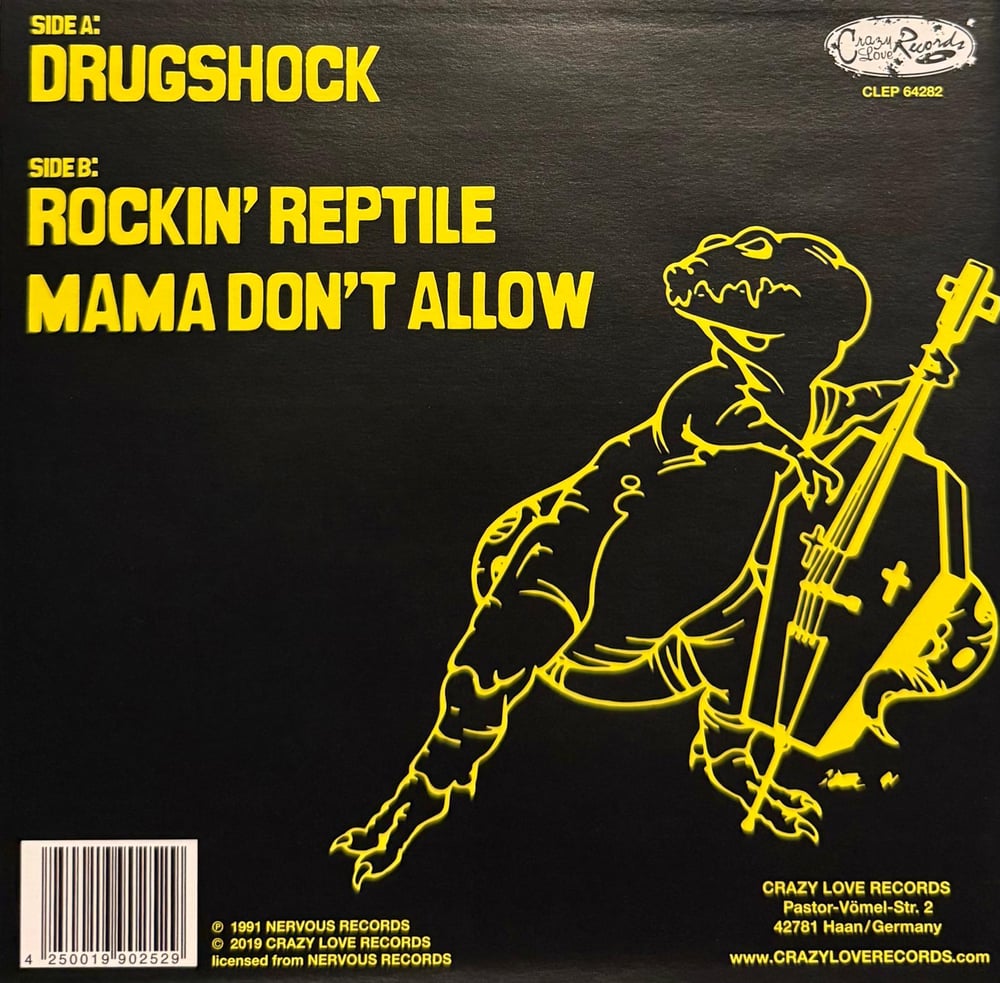 SIDE A:
DRUGSHOCK
Crazy Love Records
CLEP 64282
SIDE B:
ROCKIN' REPTILE
MAMA DON'T ALLOW
4 250019 902529
℗ 1991 NERVOUS RECORDS
© 2019 CRAZY LOVE RECORDS
licensed from NERVOUS RECORDS
CRAZY LOVE RECORDS
Pastor-Vömel-Str. 2
42781 Haan/Germany
www.CRAZYLOVERECORDS.com